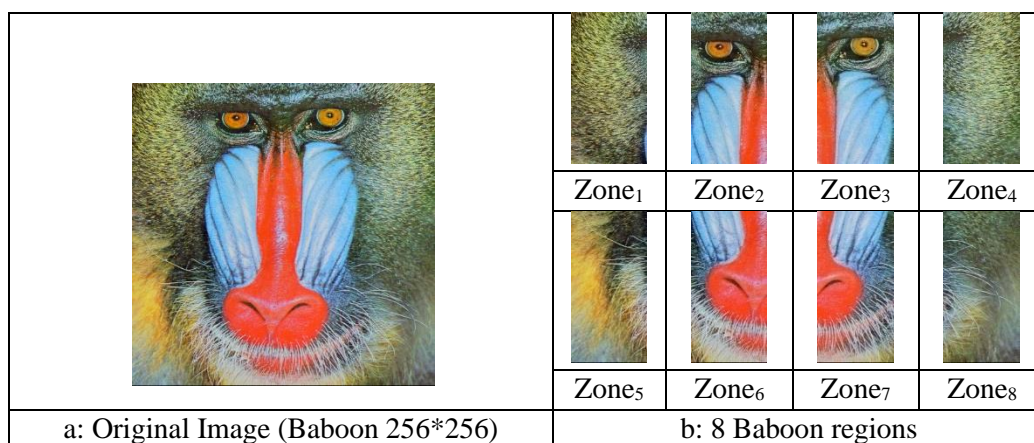 Zone₁ Zone₂ Zone₃ Zone₄
Zone₅ Zone₆ Zone₇ Zone₈
a: Original Image (Baboon 256*256) b: 8 Baboon regions